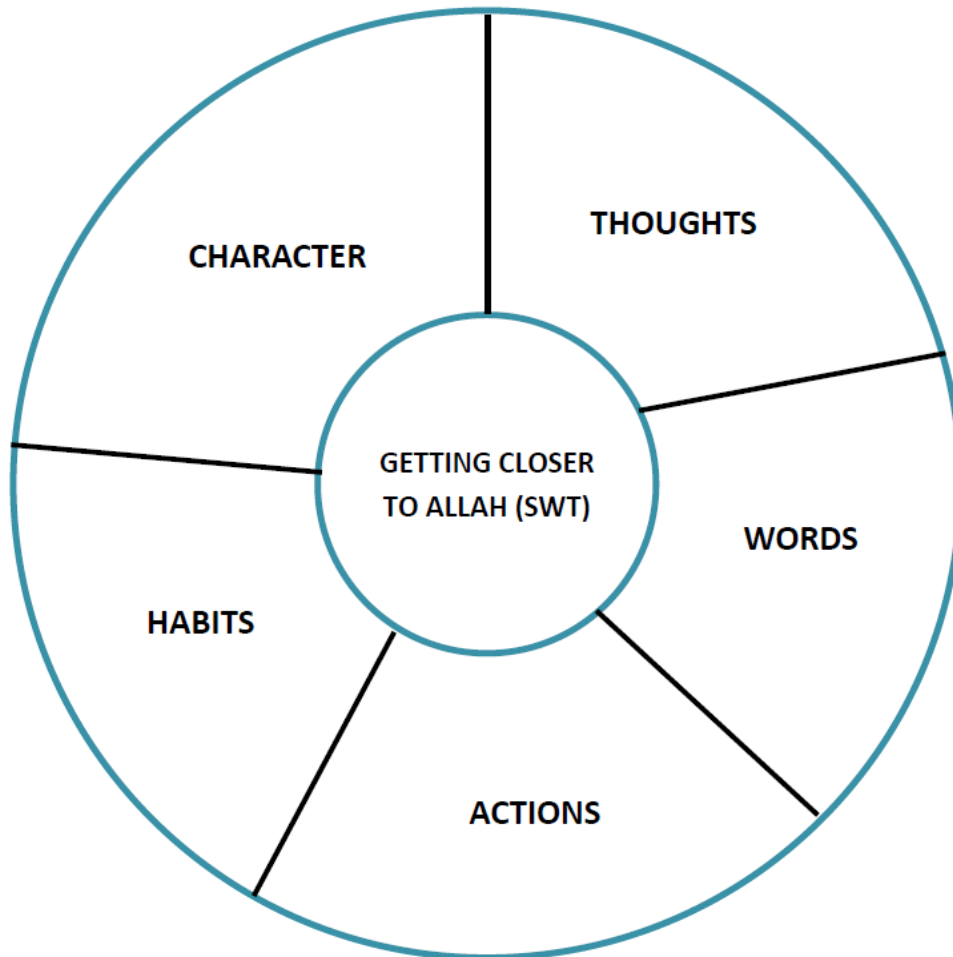 THOUGHTS
CHARACTER
GETTING CLOSER
TO ALLAH (SWT)
WORDS
HABITS
ACTIONS